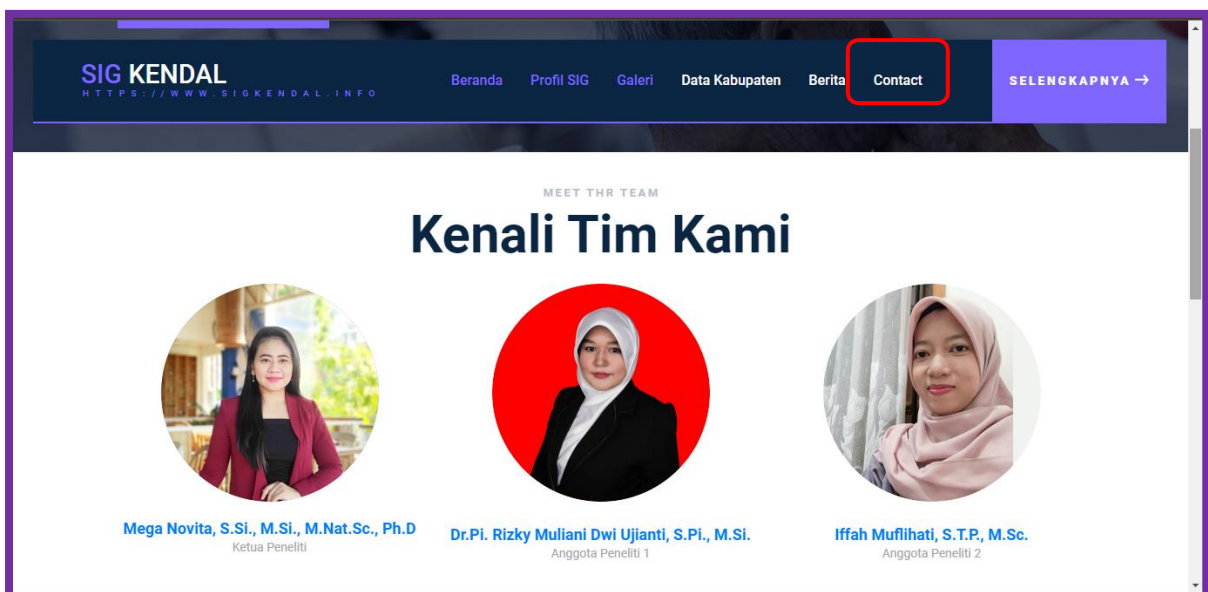 SIG KENDAL
HTTPS://WWW.SIGKENDAL.INFO
Beranda Profil SIG Galeri Data Kabupaten Berita Contact
SELENGKAPNYA →
MEET THR TEAM
Kenali Tim Kami
Mega Novita, S.Si., M.Si., M.Nat.Sc., Ph.D
Ketua Peneliti
Dr.Pi. Rizky Muliani Dwi Ujianti, S.Pi., M.Si.
Anggota Peneliti 1
Iffah Muflihati, S.T.P., M.Sc.
Anggota Peneliti 2